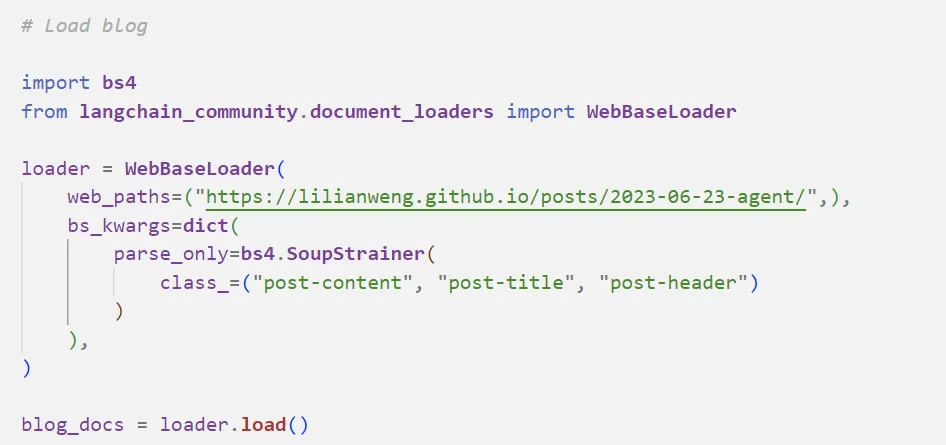 # Load blog
import bs4
from langchain_community.document_loaders import WebBaseLoader
loader = WebBaseLoader(
    web_paths=("https://lilianweng.github.io/posts/2023-06-23-agent/",),
    bs_kwargs=dict(
        parse_only=bs4.SoupStrainer(
            class_=("post-content", "post-title", "post-header")
        )
    ),
)
blog_docs = loader.load()